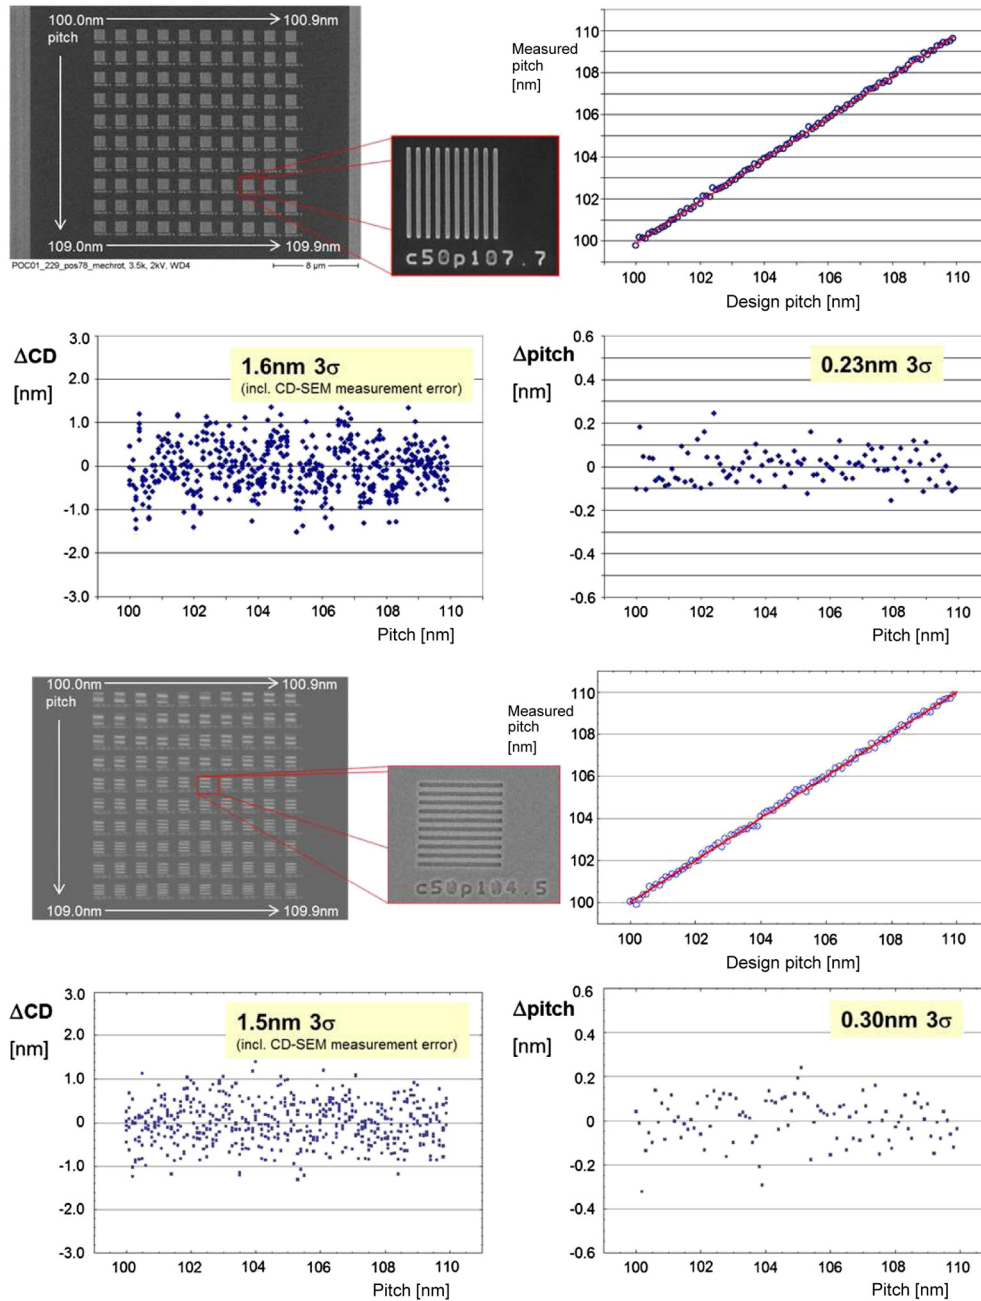 100.0nm 100.9nm
pitch
109.0nm 109.9nm
POC01_229_pos78_mechrot, 3.5k, 2kV, WD4 8 µm
c50p107.7
Measured
pitch
[nm]
110
109
108
106
104
102
100
100 102 104 106 108 110
Design pitch [nm]
ΔCD
[nm]
3.0
2.0
1.0
0
-1.0
-2.0
-3.0
1.6nm 3σ
(incl. CD-SEM measurement error)
100 102 104 106 108 110
Pitch [nm]
Δpitch
[nm]
0.6
0.4
0.2
0
-0.2
-0.4
-0.6
0.23nm 3σ
100 102 104 106 108 110
Pitch [nm]
100.0nm 100.9nm
pitch
109.0nm 109.9nm
c50p104.5
Measured
pitch
[nm]
110
108
106
104
102
100
100 102 104 106 108 110
Design pitch [nm]
ΔCD
[nm]
3.0
2.0
1.0
0
-1.0
-2.0
-3.0
1.5nm 3σ
(incl. CD-SEM measurement error)
100 102 104 106 108 110
Pitch [nm]
Δpitch
[nm]
0.6
0.4
0.2
0
-0.2
-0.4
-0.6
0.30nm 3σ
100 102 104 106 108 110
Pitch [nm]